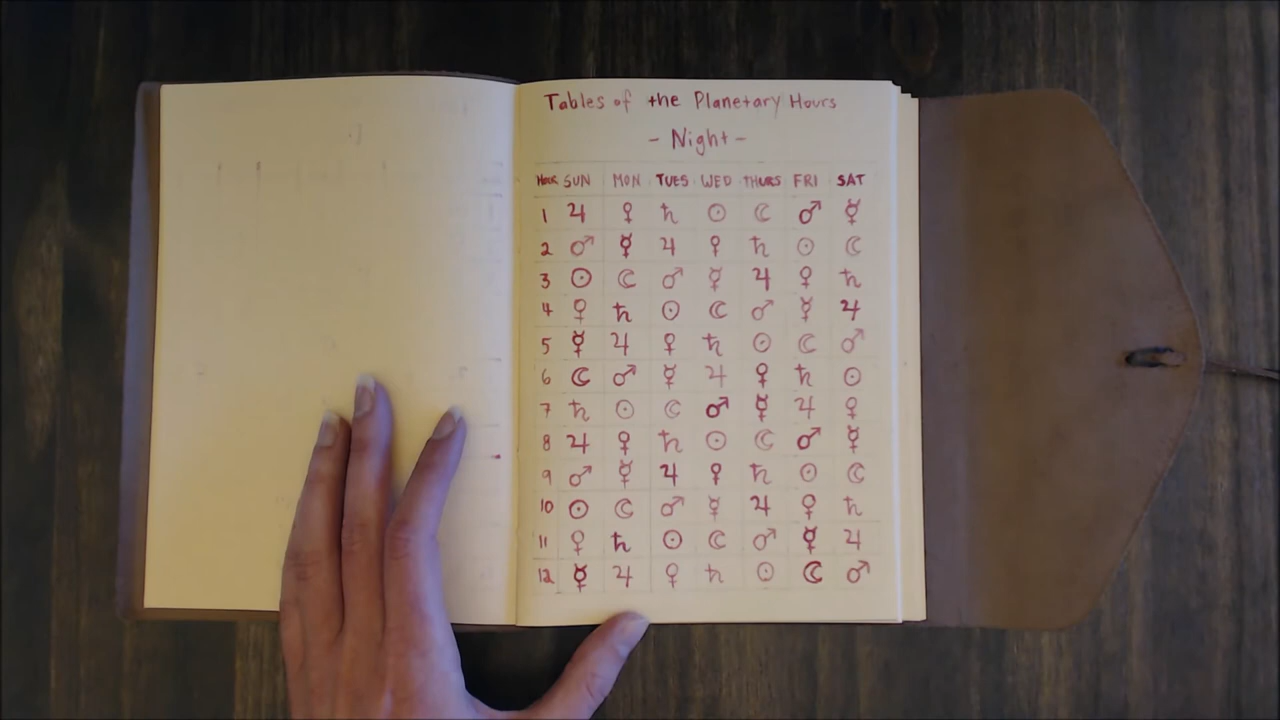 Tables of the Planetary Hours
- Night -
Hour SUN MON TUES WED THURS FRI SAT
1 ♃ ♀ ♄ ☉ ☾ ♂ ☿
2 ♂ ☿ ♃ ♀ ♄ ☉ ☾
3 ☉ ☾ ♂ ☿ ♃ ♀ ♄
4 ♀ ♄ ☉ ☾ ♂ ☿ ♃
5 ☿ ♃ ♀ ♄ ☉ ☾ ♂
6 ☾ ♂ ☿ ♃ ♀ ♄ ☉
7 ♄ ☉ ☾ ♂ ☿ ♃ ♀
8 ♃ ♀ ♄ ☉ ☾ ♂ ☿
9 ♂ ☿ ♃ ♀ ♄ ☉ ☾
10 ☉ ☾ ♂ ☿ ♃ ♀ ♄
11 ♀ ♄ ☉ ☾ ♂ ☿ ♃
12 ☿ ♃ ♀ ♄ ☉ ☾ ♂